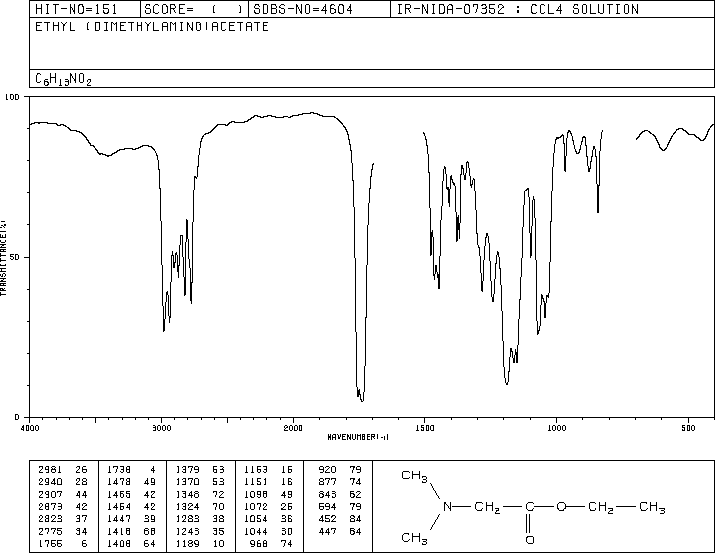 HIT-NO=151 SCORE= ( ) SDBS-NO=4604 IR-NIDA-07352 : CCL4 SOLUTION
ETHYL (DIMETHYLAMINO)ACETATE
C6H13NO2
100
50
0
TRANSMITTANCE(%)
4000 3000 2000 1500 1000 500
WAVENUMBER(-1)
2981 26 1738 4 1379 53 1163 16 920 79
2940 28 1478 49 1370 53 1151 16 877 74
2907 44 1465 42 1348 72 1098 49 843 62
2873 42 1454 42 1324 70 1072 26 594 79
2823 37 1447 39 1283 38 1054 36 452 84
2775 34 1418 68 1243 35 1044 30 447 84
1756 6 1408 64 1189 10 968 74
CH3
N CH2 C O CH2 CH3
CH3
O